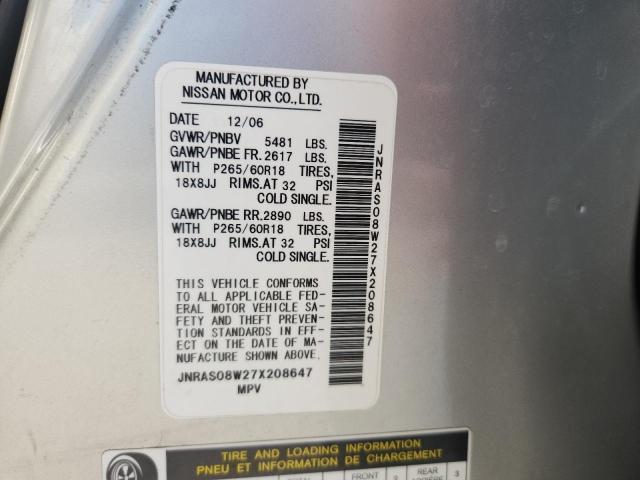 MANUFACTURED BY
NISSAN MOTOR CO., LTD.
DATE 12/06
GVWR/PNBV 5481 LBS.
GAWR/PNBE FR. 2617 LBS.
WITH P265/60R18 TIRES,
18X8JJ RIMS. AT 32 PSI
COLD SINGLE.
GAWR/PNBE RR. 2890 LBS.
WITH P265/60R18 TIRES,
18X8JJ RIMS. AT 32 PSI
COLD SINGLE.
THIS VEHICLE CONFORMS
TO ALL APPLICABLE FED-
ERAL MOTOR VEHICLE SA-
FETY AND THEFT PREVEN-
TION STANDARDS IN EFF-
ECT ON THE DATE OF MA-
NUFACTURE SHOWN ABOVE.
JNRAS08W27X208647
MPV
JNRAS08W27X208647
TIRE AND LOADING INFORMATION
PNEU ET INFORMATION DE CHARGEMENT
FRONT
REAR